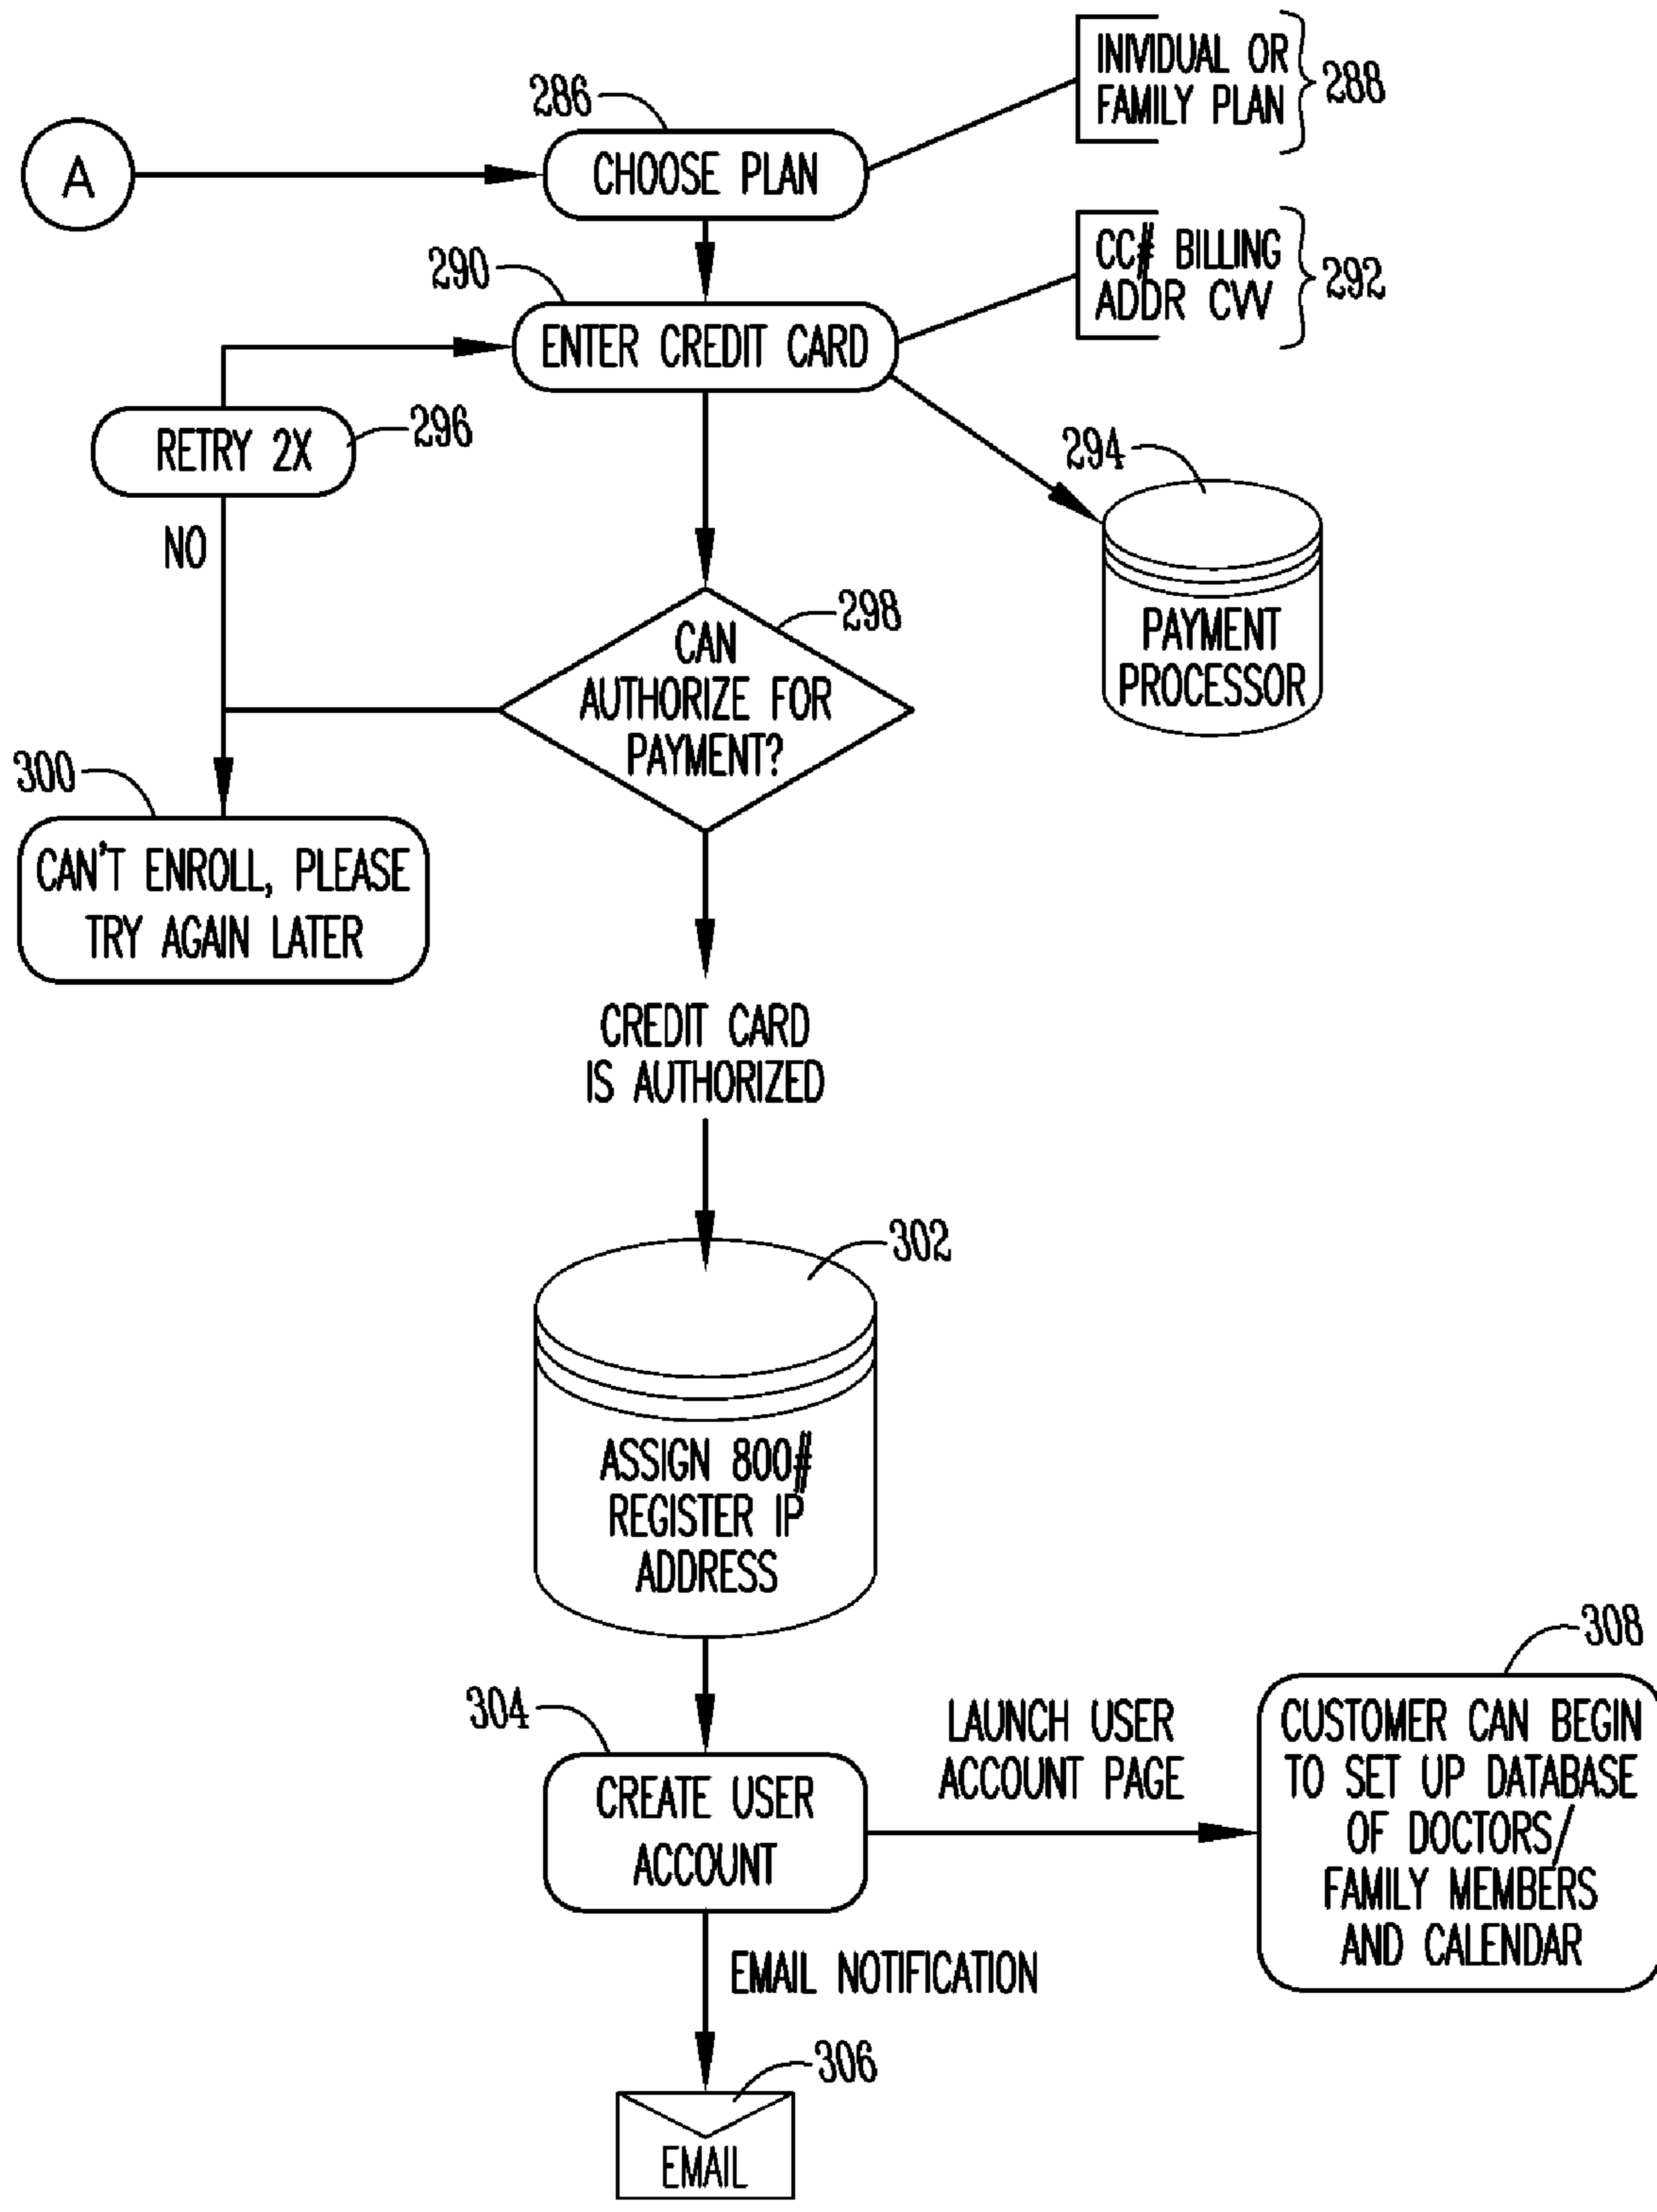 286
INIVIDUAL OR
FAMILY PLAN
288
A
CHOOSE PLAN
290
CC# BILLING
ADDR CVV
292
ENTER CREDIT CARD
RETRY 2X
296
294
NO
298
CAN
AUTHORIZE FOR
PAYMENT?
PAYMENT
PROCESSOR
300
CAN'T ENROLL, PLEASE
TRY AGAIN LATER
CREDIT CARD
IS AUTHORIZED
302
ASSIGN 800#
REGISTER IP
ADDRESS
304
CREATE USER
ACCOUNT
LAUNCH USER
ACCOUNT PAGE
308
CUSTOMER CAN BEGIN
TO SET UP DATABASE
OF DOCTORS/
FAMILY MEMBERS
AND CALENDAR
EMAIL NOTIFICATION
306
EMAIL